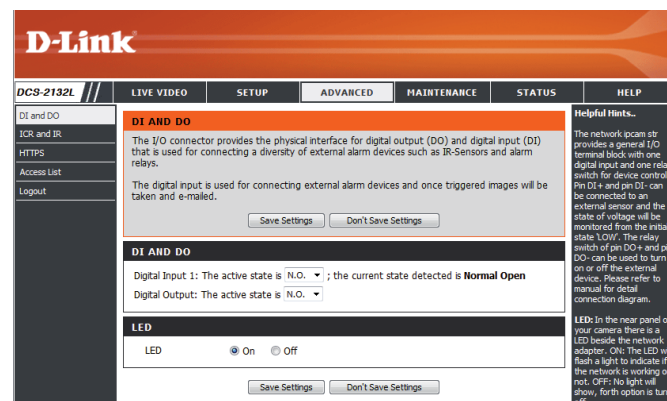 D-Link
DCS-2132L
LIVE VIDEO
SETUP
ADVANCED
MAINTENANCE
STATUS
HELP
DI and DO
ICR and IR
HTTPS
Access List
Logout
DI AND DO
The I/O connector provides the physical interface for digital output (DO) and digital input (DI)
that is used for connecting a diversity of external alarm devices such as IR-Sensors and alarm
relays.
The digital input is used for connecting external alarm devices and once triggered images will be
taken and e-mailed.
Save Settings Don't Save Settings
DI AND DO
Digital Input 1: The active state is N.O. ; the current state detected is Normal Open
Digital Output: The active state is N.O.
LED
LED On Off
Save Settings Don't Save Settings
Helpful Hints..
The network ipcam str
provides a general I/O
terminal block with one
digital input and one rela
switch for device control
Pin DI+ and pin DI- can
be connected to an
external sensor and the
state of voltage will be
monitored from the initia
state 'LOW'. The relay
switch of pin DO+ and pi
DO- can be used to turn
on or off the external
device. Please refer to
manual for detail
connection diagram.
LED: In the near panel o
your camera there is a
LED beside the network
adapter. ON: The LED w
flash a light to indicate if
the network is working o
not. OFF: No light will
show, forth option is tur